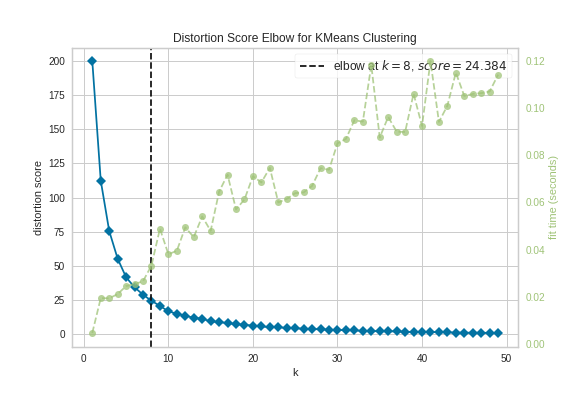 Distortion Score Elbow for KMeans Clustering
elbow at k = 8, score = 24.384
distortion score
200
175
150
125
100
75
50
25
0
0 10 20 30 40 50
k
0.12
0.10
0.08
0.06
0.04
0.02
0.00
fit time (seconds)